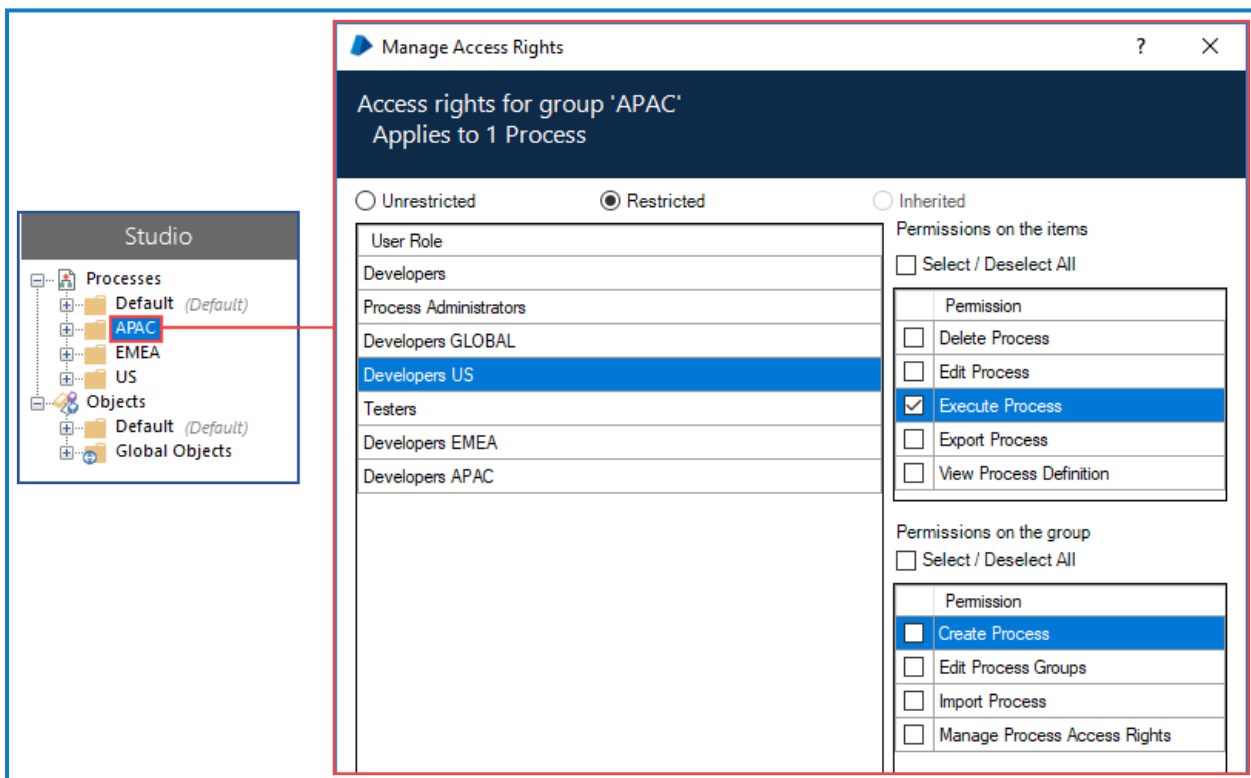 Manage Access Rights ?
Access rights for group 'APAC'
Applies to 1 Process
Unrestricted Restricted Inherited
Studio
Processes
Default (Default)
APAC
EMEA
US
Objects
Default (Default)
Global Objects
User Role
Developers
Process Administrators
Developers GLOBAL
Developers US
Testers
Developers EMEA
Developers APAC
Permissions on the items
Select / Deselect All
Permission
Delete Process
Edit Process
Execute Process
Export Process
View Process Definition
Permissions on the group
Select / Deselect All
Permission
Create Process
Edit Process Groups
Import Process
Manage Process Access Rights